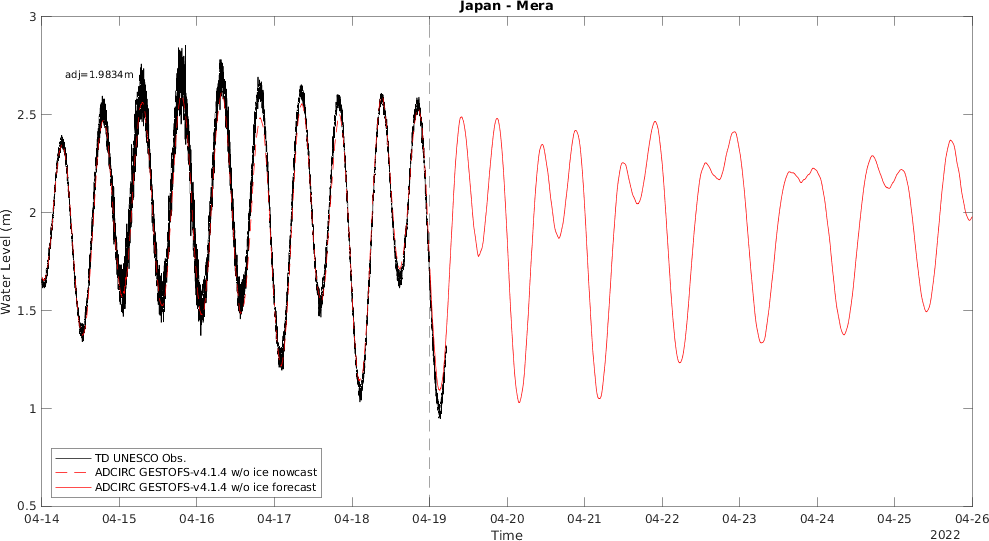 Japan - Mera
3
adj=1.9834m
2.5
2
Water Level (m)
1.5
1
TD UNESCO Obs.
ADCIRC GESTOFS-v4.1.4 w/o ice nowcast
ADCIRC GESTOFS-v4.1.4 w/o ice forecast
0.5
04-14 04-15 04-16 04-17 04-18 04-19 04-20 04-21 04-22 04-23 04-24 04-25 04-26
Time
2022